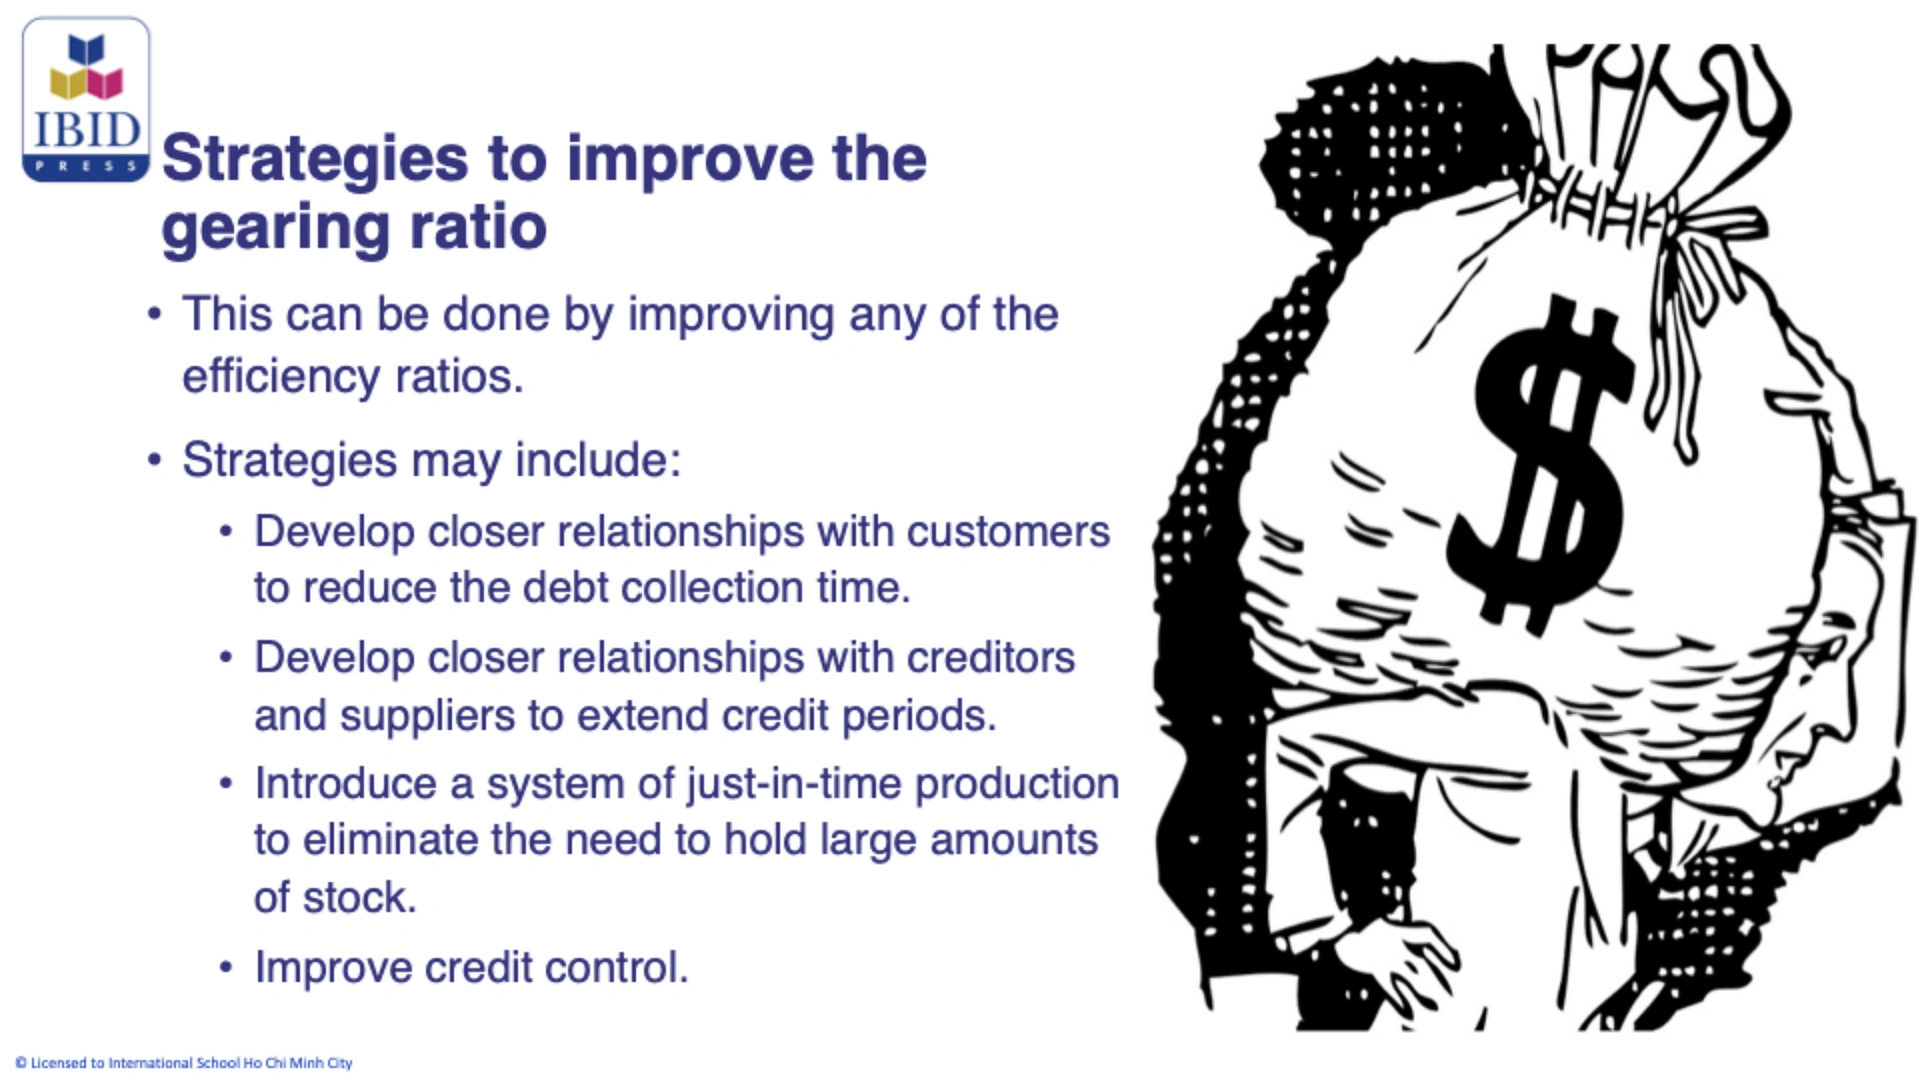 IBID
PRESS
Strategies to improve the
gearing ratio
• This can be done by improving any of the
efficiency ratios.
• Strategies may include:
• Develop closer relationships with customers
to reduce the debt collection time.
• Develop closer relationships with creditors
and suppliers to extend credit periods.
• Introduce a system of just-in-time production
to eliminate the need to hold large amounts
of stock.
• Improve credit control.
$
© Licensed to International School Ho Chi Minh City